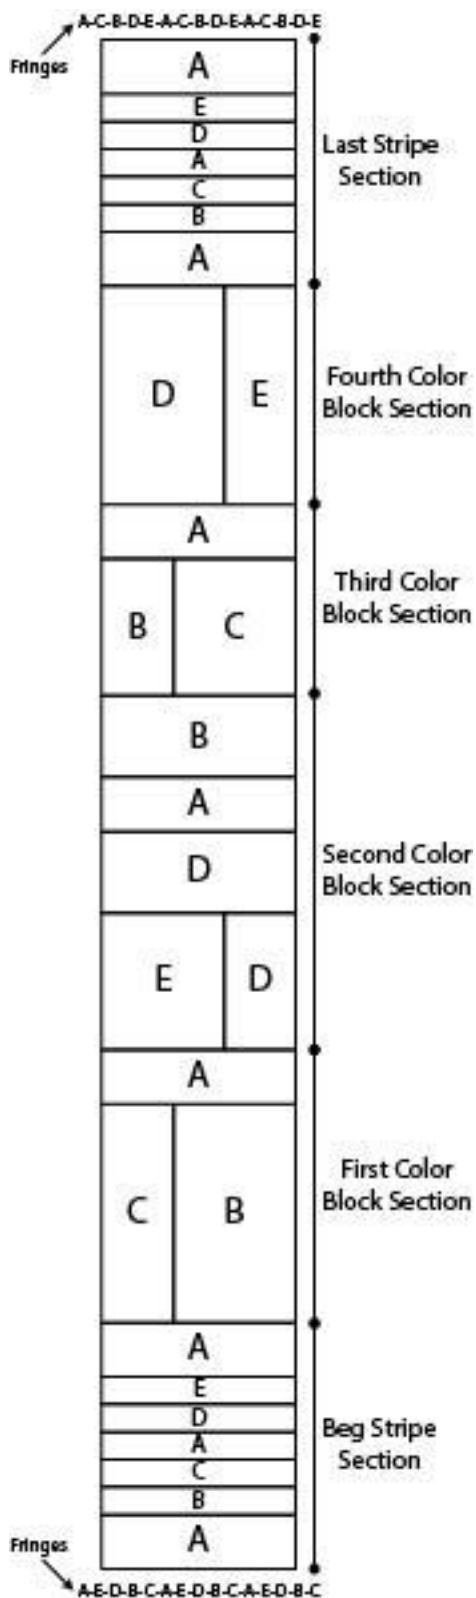 A-C-B-D-E-A-C-B-D-E-A-C-B-D-E
Fringes
A
E
D
A
C
B
A
Last Stripe
Section
D E
Fourth Color
Block Section
A
B C
Third Color
Block Section
B
A
D
E D
Second Color
Block Section
A
C B
First Color
Block Section
A
E
D
A
C
B
A
Beg Stripe
Section
Fringes
A-E-D-B-C-A-E-D-B-C-A-E-D-B-C